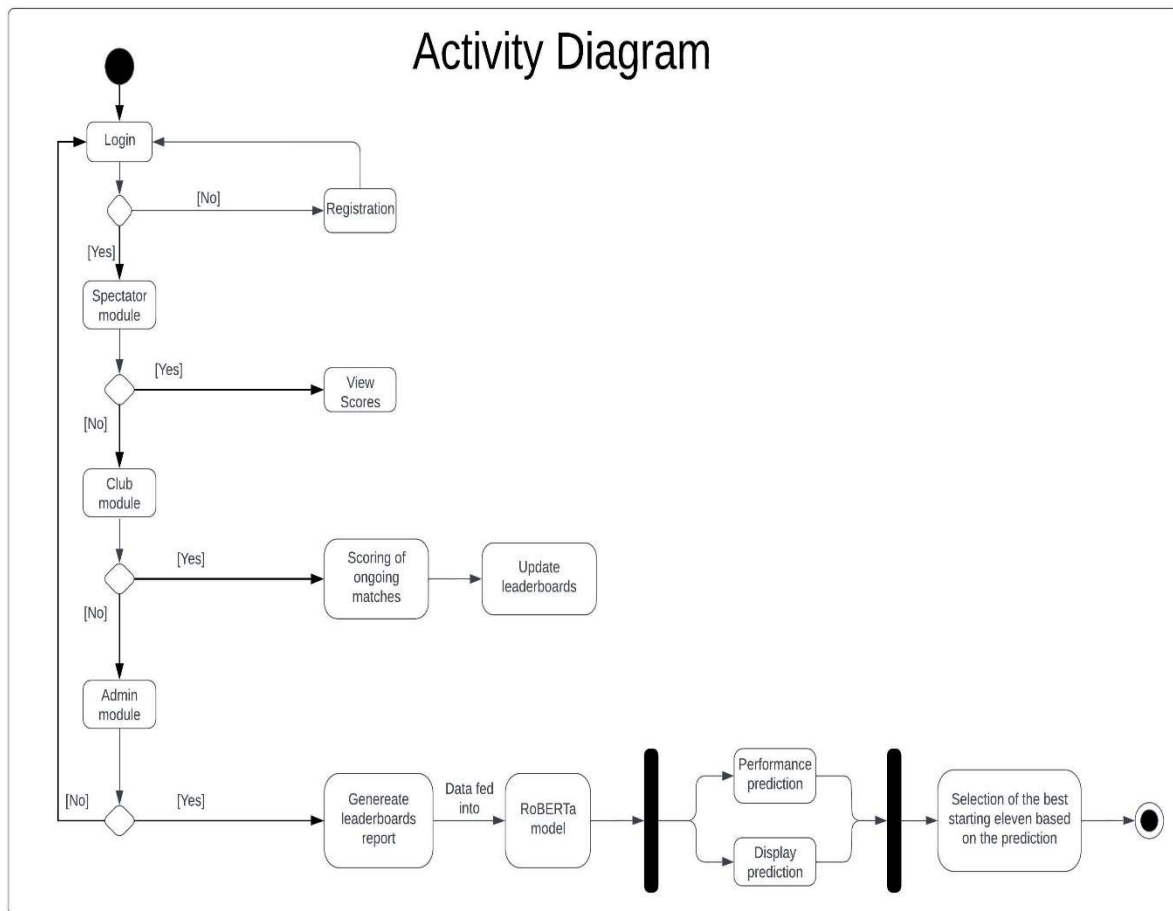 Activity Diagram
Login
[No]
Registration
[Yes]
Spectator
module
[Yes]
View
Scores
[No]
Club
module
[Yes]
Scoring of
ongoing
matches
Update
leaderboards
[No]
Admin
module
[No]
[Yes]
Genereate
leaderboards
report
Data fed
into
RoBERTa
model
Performance
prediction
Display
prediction
Selection of the best
starting eleven based
on the prediction